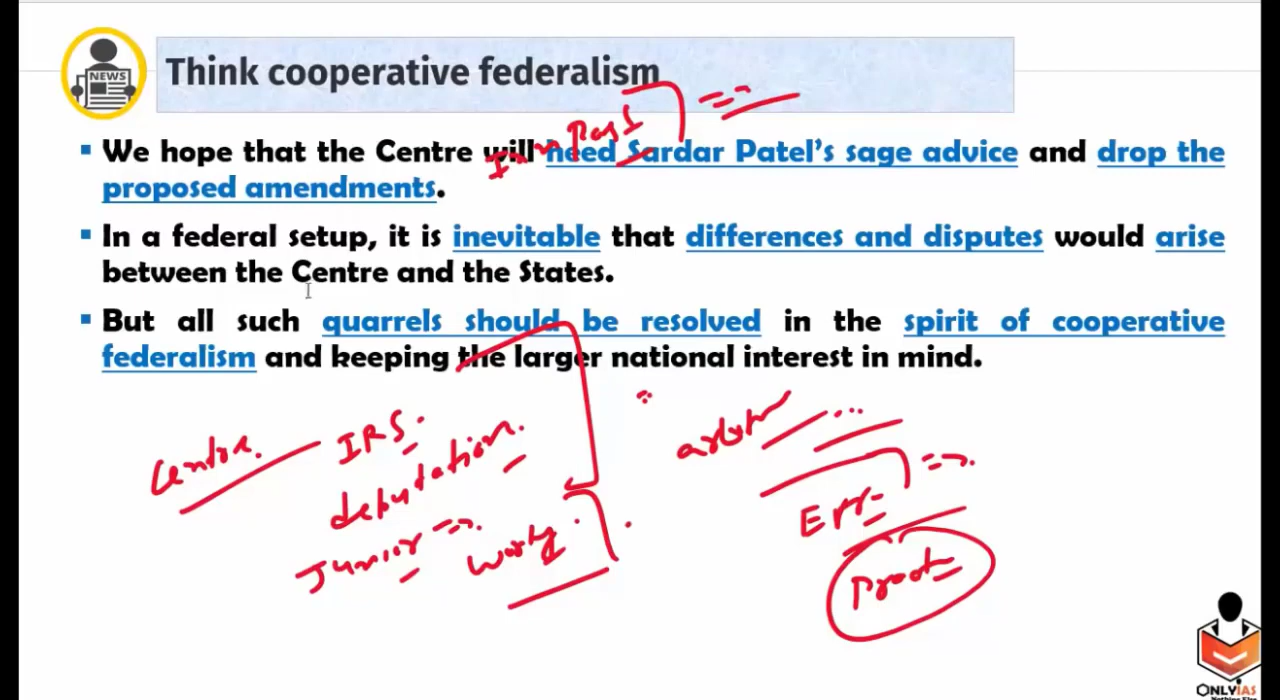 NEWS
Think cooperative federalism
In Past
We hope that the Centre will heed Sardar Patel's sage advice and drop the
proposed amendments.
In a federal setup, it is inevitable that differences and disputes would arise
between the Centre and the States.
But all such quarrels should be resolved in the spirit of cooperative
federalism and keeping the larger national interest in mind.
Centre.
IRS.
deputation.
Junior
ONLYIAS